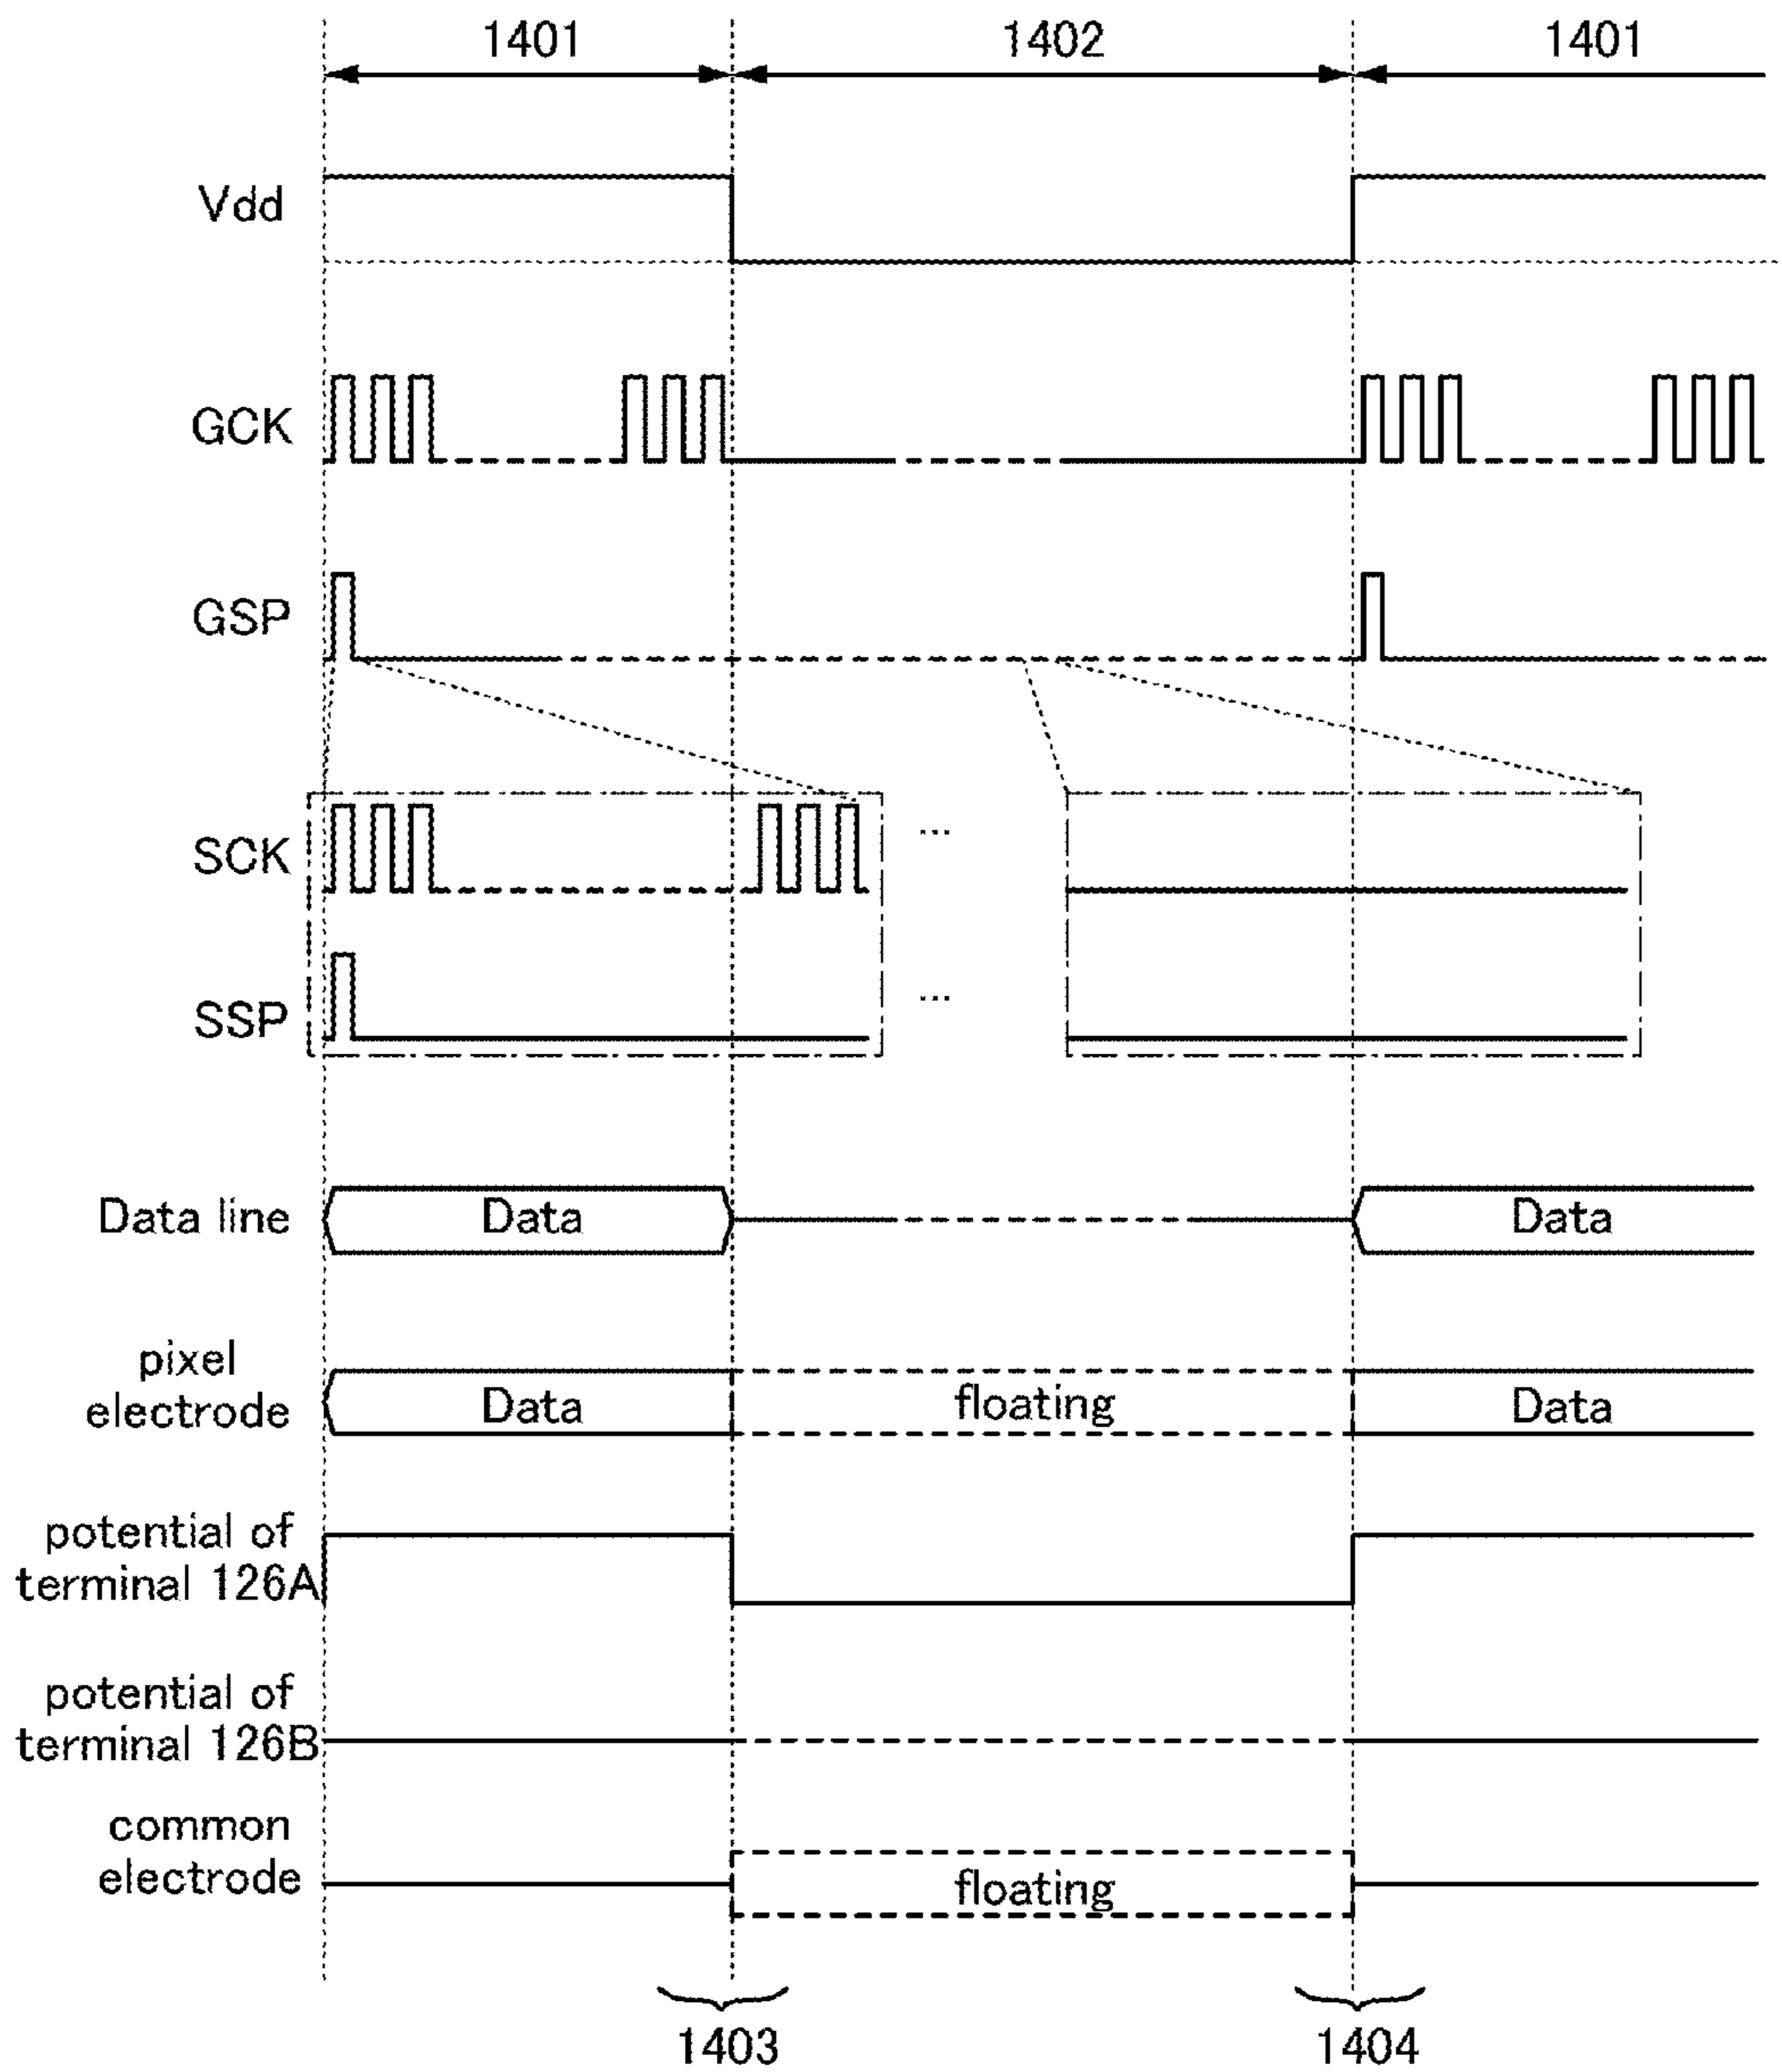 1401 1402 1401
Vdd
GCK
GSP
SCK
...
...
SSP
Data line
Data
Data
pixel
electrode
Data
floating
Data
potential of
terminal 126A
potential of
terminal 126B
common
electrode
floating
1403 1404